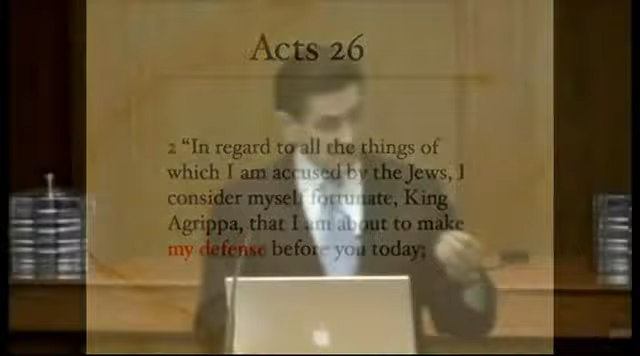 Acts 26
2 “In regard to all the things of
which I am accused by the Jews, I
consider myself fortunate, King
Agrippa, that I am about to make
my defense before you today;